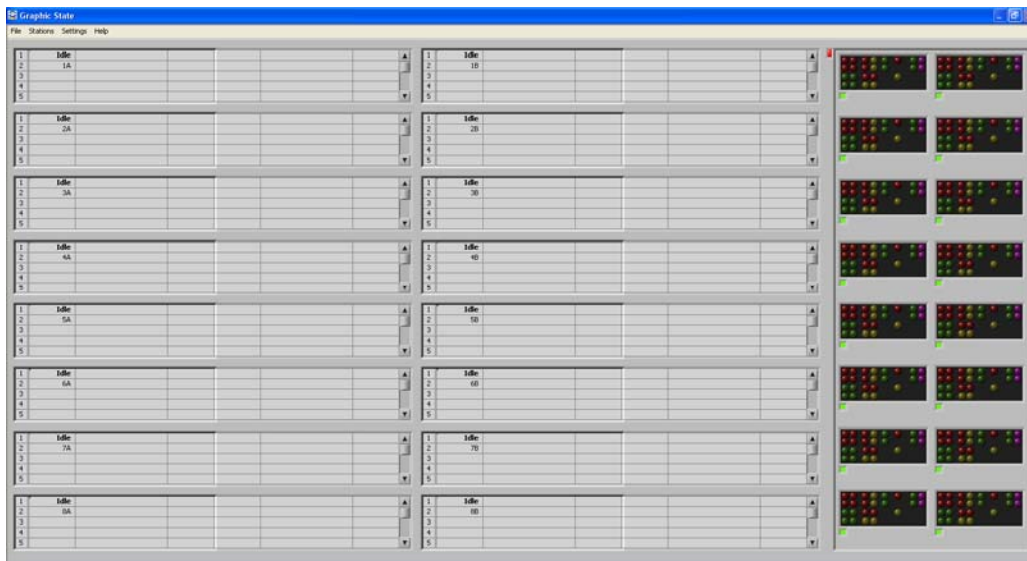 Graphic State
File Stations Settings Help
1 Idle
2 1A
3
4
5
1 Idle
2 1B
3
4
5
1 Idle
2 2A
3
4
5
1 Idle
2 2B
3
4
5
1 Idle
2 3A
3
4
5
1 Idle
2 3B
3
4
5
1 Idle
2 4A
3
4
5
1 Idle
2 4B
3
4
5
1 Idle
2 5A
3
4
5
1 Idle
2 5B
3
4
5
1 Idle
2 6A
3
4
5
1 Idle
2 6B
3
4
5
1 Idle
2 7A
3
4
5
1 Idle
2 7B
3
4
5
1 Idle
2 8A
3
4
5
1 Idle
2 8B
3
4
5